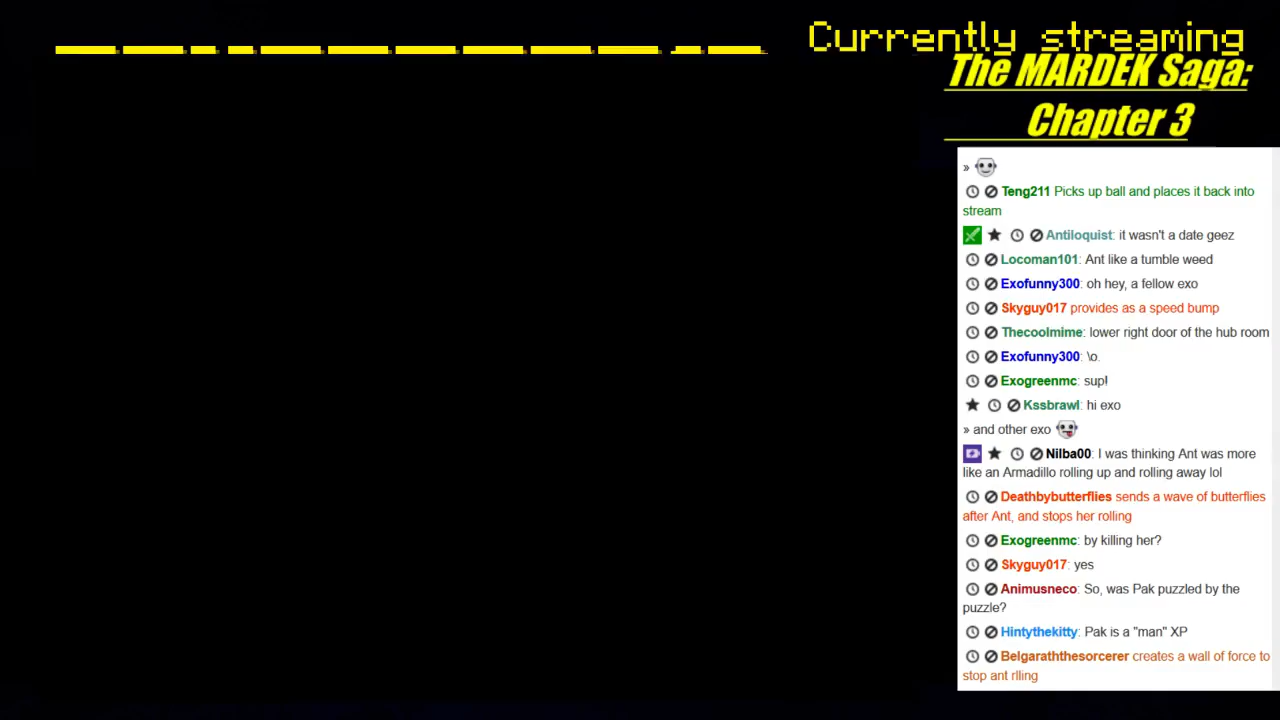 Currently streaming
The MARDEK Saga:
Chapter 3
»
Teng211 Picks up ball and places it back into
stream
Antiloquist: it wasn't a date geez
Locoman101: Ant like a tumble weed
Exofunny300: oh hey, a fellow exo
Skyguy017 provides as a speed bump
Thecoolmime: lower right door of the hub room
Exofunny300: \o.
Exogreenmc: sup!
Kssbrawl: hi exo
» and other exo
Nilba00: I was thinking Ant was more
like an Armadillo rolling up and rolling away lol
Deathbybutterflies sends a wave of butterflies
after Ant, and stops her rolling
Exogreenmc: by killing her?
Skyguy017: yes
Animusneco: So, was Pak puzzled by the
puzzle?
Hintythekitty: Pak is a "man" XP
Belgараththesorcerer creates a wall of force to
stop ant rlling